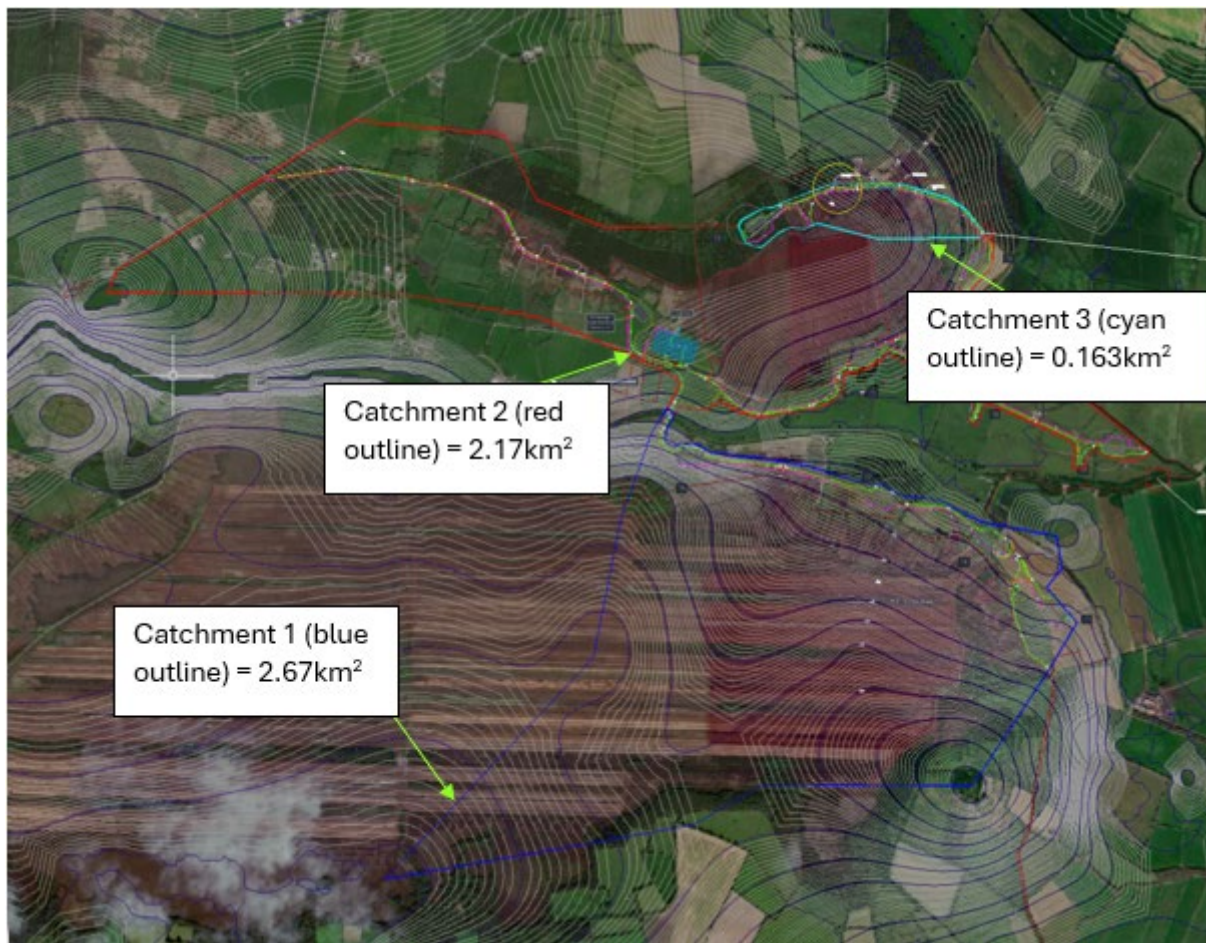 Catchment 3 (cyan
outline) = 0.163km²
Catchment 2 (red
outline) = 2.17km²
Catchment 1 (blue
outline) = 2.67km²